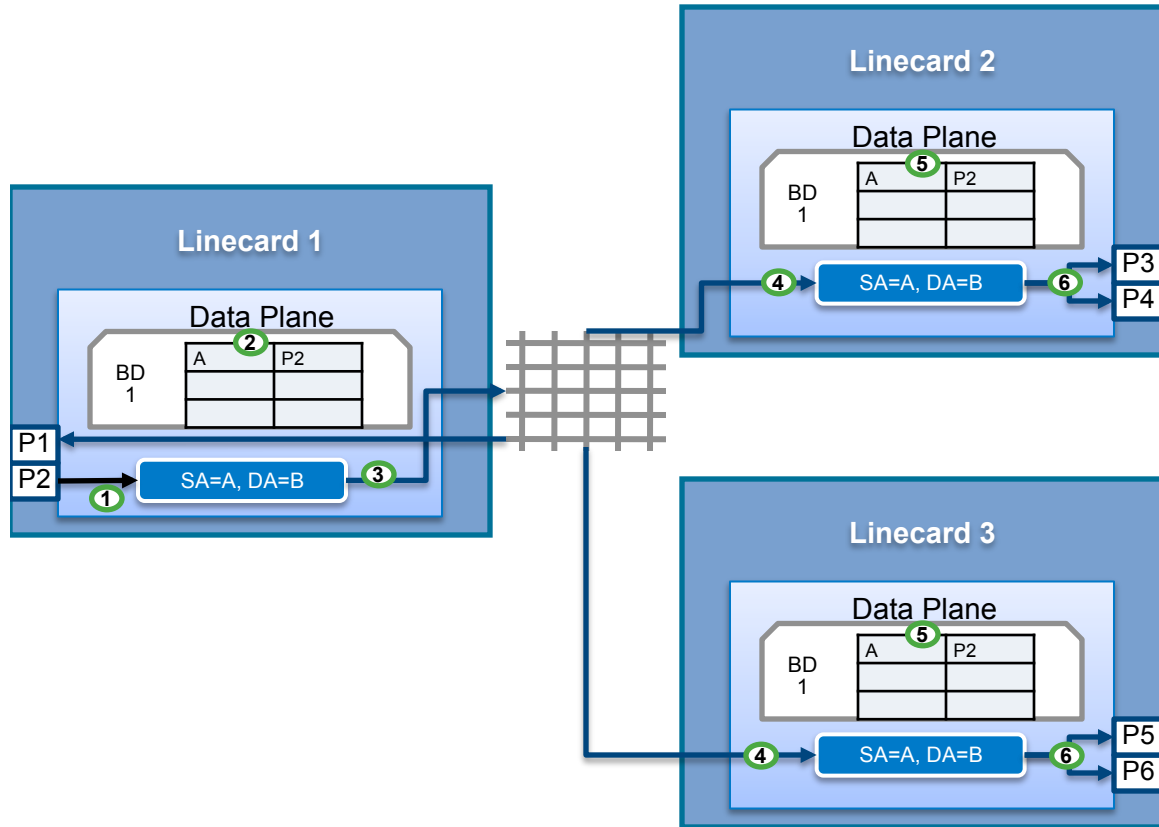 Linecard 1
Data Plane
2
A P2
BD
1
P1
P2
1
SA=A, DA=B
3
Linecard 2
Data Plane
5
A P2
BD
1
4
SA=A, DA=B
6
P3
P4
Linecard 3
Data Plane
5
A P2
BD
1
4
SA=A, DA=B
6
P5
P6